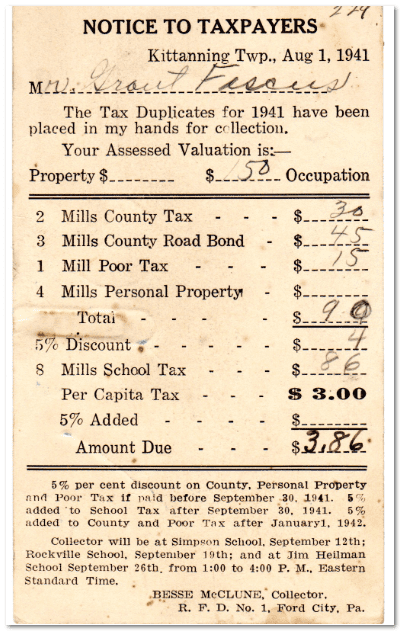 229
NOTICE TO TAXPAYERS
Kittanning Twp., Aug 1, 1941
Mr. Grant Fiscus
The Tax Duplicates for 1941 have been
placed in my hands for collection.
Your Assessed Valuation is:—
Property $........ $ 150 Occupation
2 Mills County Tax - - - $ 30
3 Mills County Road Bond - $ 45
1 Mill Poor Tax - - - $ 15
4 Mills Personal Property - $
Total - - - - $ 90
5% Discount - - - - $ 4
8 Mills School Tax - - - $ 86
Per Capita Tax - - - $ 3.00
5% Added - - - - $
Amount Due - - - $3.86
5% per cent discount on County, Personal Property
and Poor Tax if paid before September 30, 1941. 5%
added to School Tax after September 30, 1941. 5%
added to County and Poor Tax after January1, 1942.
Collector will be at Simpson School, September 12th;
Rockville School, September 19th; and at Jim Heilman
School September 26th, from 1:00 to 4:00 P. M., Eastern
Standard Time.
BESSE McCLUNE, Collector.
R. F. D. No. 1, Ford City, Pa.